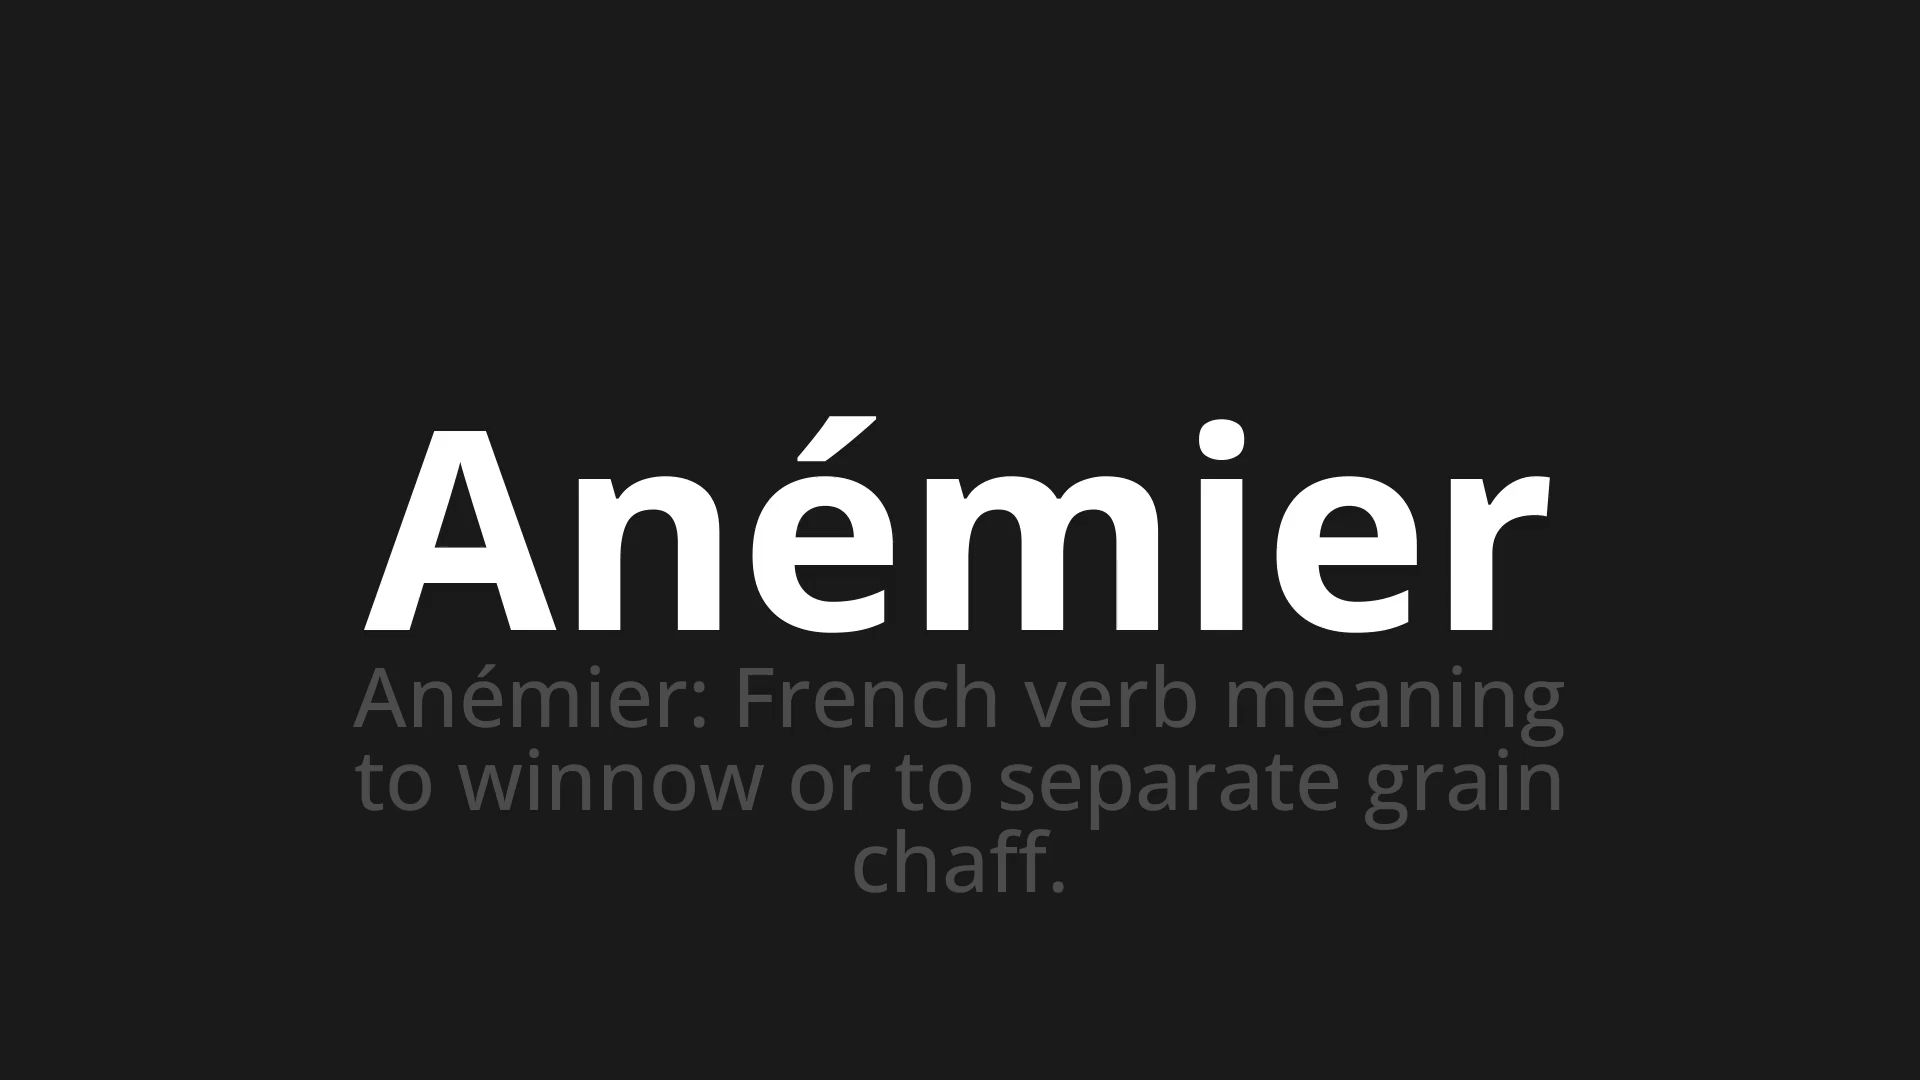 Anémier
Anémier: French verb meaning
to winnow or to separate grain
chaff.